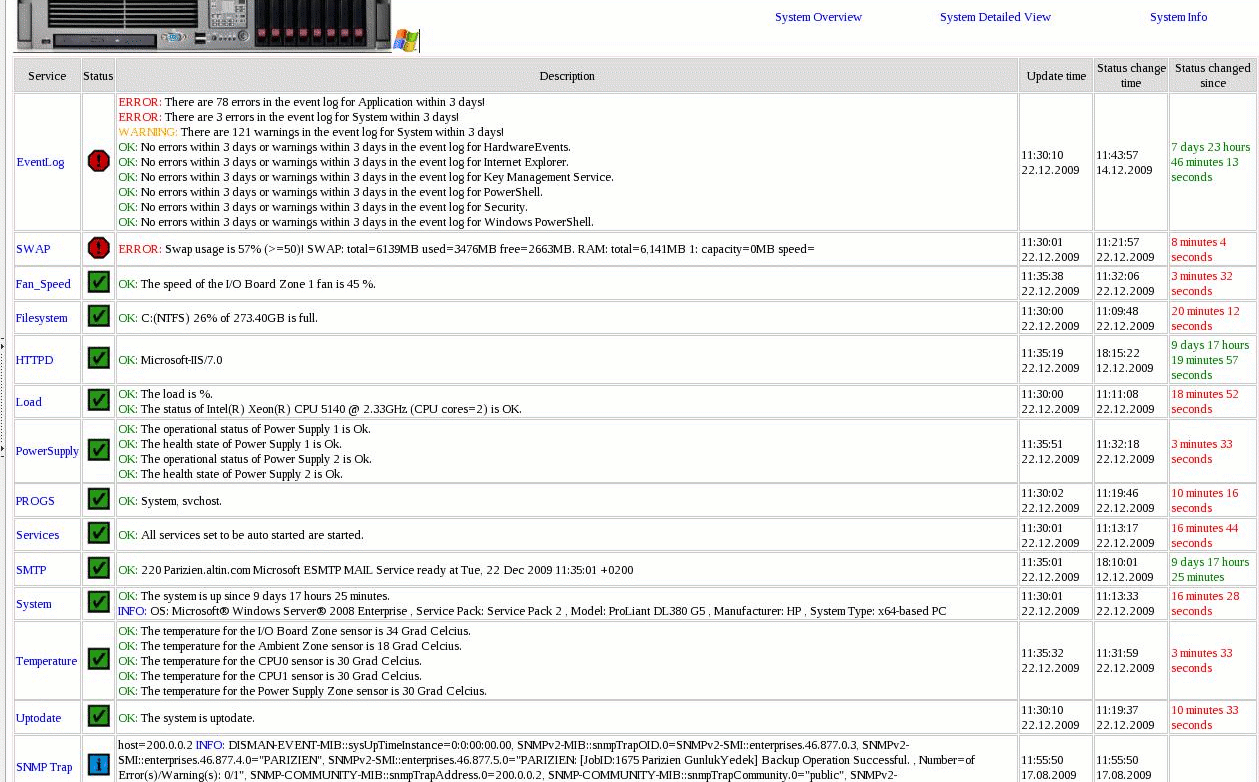 System Overview System Detailed View System Info
Service Status Description Update time Status change time Status changed since
EventLog
ERROR: There are 78 errors in the event log for Application within 3 days!
ERROR: There are 3 errors in the event log for System within 3 days!
WARNING: There are 121 warnings in the event log for System within 3 days!
OK: No errors within 3 days or warnings within 3 days in the event log for HardwareEvents.
OK: No errors within 3 days or warnings within 3 days in the event log for Internet Explorer.
OK: No errors within 3 days or warnings within 3 days in the event log for Key Management Service.
OK: No errors within 3 days or warnings within 3 days in the event log for PowerShell.
OK: No errors within 3 days or warnings within 3 days in the event log for Security.
OK: No errors within 3 days or warnings within 3 days in the event log for Windows PowerShell.
11:30:10
22.12.2009
11:43:57
14.12.2009
7 days 23 hours
46 minutes 13
seconds
SWAP
ERROR: Swap usage is 57% (>=50)! SWAP: total=6139MB used=3476MB free=2663MB. RAM: total=6,141MB 1: capacity=0MB speed=
11:30:01
22.12.2009
11:21:57
22.12.2009
8 minutes 4
seconds
Fan_Speed
OK: The speed of the I/O Board Zone 1 fan is 45 %.
11:35:38
22.12.2009
11:32:06
22.12.2009
3 minutes 32
seconds
Filesystem
OK: C:(NTFS) 26% of 273.40GB is full.
11:30:00
22.12.2009
11:09:48
22.12.2009
20 minutes 12
seconds
HTTPD
OK: Microsoft-IIS/7.0
11:35:19
22.12.2009
18:15:22
12.12.2009
9 days 17 hours
19 minutes 57
seconds
Load
OK: The load is %.
OK: The status of Intel(R) Xeon(R) CPU 5140 @ 2.33GHz (CPU cores=2) is OK.
11:30:00
22.12.2009
11:11:08
22.12.2009
18 minutes 52
seconds
PowerSupply
OK: The operational status of Power Supply 1 is Ok.
OK: The health state of Power Supply 1 is Ok.
OK: The operational status of Power Supply 2 is Ok.
OK: The health state of Power Supply 2 is Ok.
11:35:51
22.12.2009
11:32:18
22.12.2009
3 minutes 33
seconds
PROGS
OK: System, svchost.
11:30:02
22.12.2009
11:19:46
22.12.2009
10 minutes 16
seconds
Services
OK: All services set to be auto started are started.
11:30:01
22.12.2009
11:13:17
22.12.2009
16 minutes 44
seconds
SMTP
OK: 220 Parizien.altin.com Microsoft ESMTP MAIL Service ready at Tue, 22 Dec 2009 11:35:01 +0200
11:35:01
22.12.2009
18:10:01
12.12.2009
9 days 17 hours
25 minutes
System
OK: The system is up since 9 days 17 hours 25 minutes.
INFO: OS: Microsoft® Windows Server® 2008 Enterprise , Service Pack: Service Pack 2 , Model: ProLiant DL380 G5 , Manufacturer: HP , System Type: x64-based PC
11:30:01
22.12.2009
11:13:33
22.12.2009
16 minutes 28
seconds
Temperature
OK: The temperature for the I/O Board Zone sensor is 34 Grad Celcius.
OK: The temperature for the Ambient Zone sensor is 18 Grad Celcius.
OK: The temperature for the CPU0 sensor is 30 Grad Celcius.
OK: The temperature for the CPU1 sensor is 30 Grad Celcius.
OK: The temperature for the Power Supply Zone sensor is 30 Grad Celcius.
11:35:32
22.12.2009
11:31:59
22.12.2009
3 minutes 33
seconds
Uptodate
OK: The system is uptodate.
11:30:10
22.12.2009
11:19:37
22.12.2009
10 minutes 33
seconds
SNMP Trap
host=200.0.0.2 INFO: DISMAN-EVENT-MIB::sysUpTimeInstance=0:0:00:00.00, SNMPv2-MIB::snmpTrapOID.0=SNMPv2-SMI::enterprises.46.877.0.3, SNMPv2-
SMI::enterprises.46.877.4.0="PARIZIEN", SNMPv2-SMI::enterprises.46.877.5.0="PARIZIEN: [JobID:1675 Parizien GunlukYedek] Backup Operation Successful. , Number=of
Error(s)/Warning(s): 0/1", SNMP-COMMUNITY-MIB::snmpTrapAddress.0=200.0.0.2, SNMP-COMMUNITY-MIB::snmpTrapCommunity.0="public", SNMPv2-
11:55:50
17.08.2009
11:55:50
17.08.2009